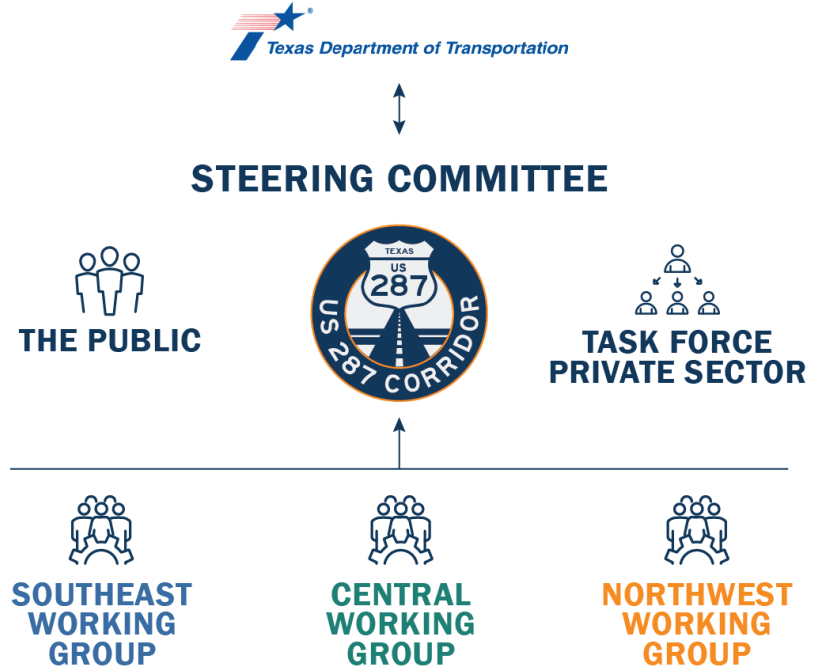 Texas Department of Transportation
STEERING COMMITTEE
TEXAS
US
287
US 287 CORRIDOR
THE PUBLIC
TASK FORCE
PRIVATE SECTOR
SOUTHEAST
WORKING
GROUP
CENTRAL
WORKING
GROUP
NORTHWEST
WORKING
GROUP